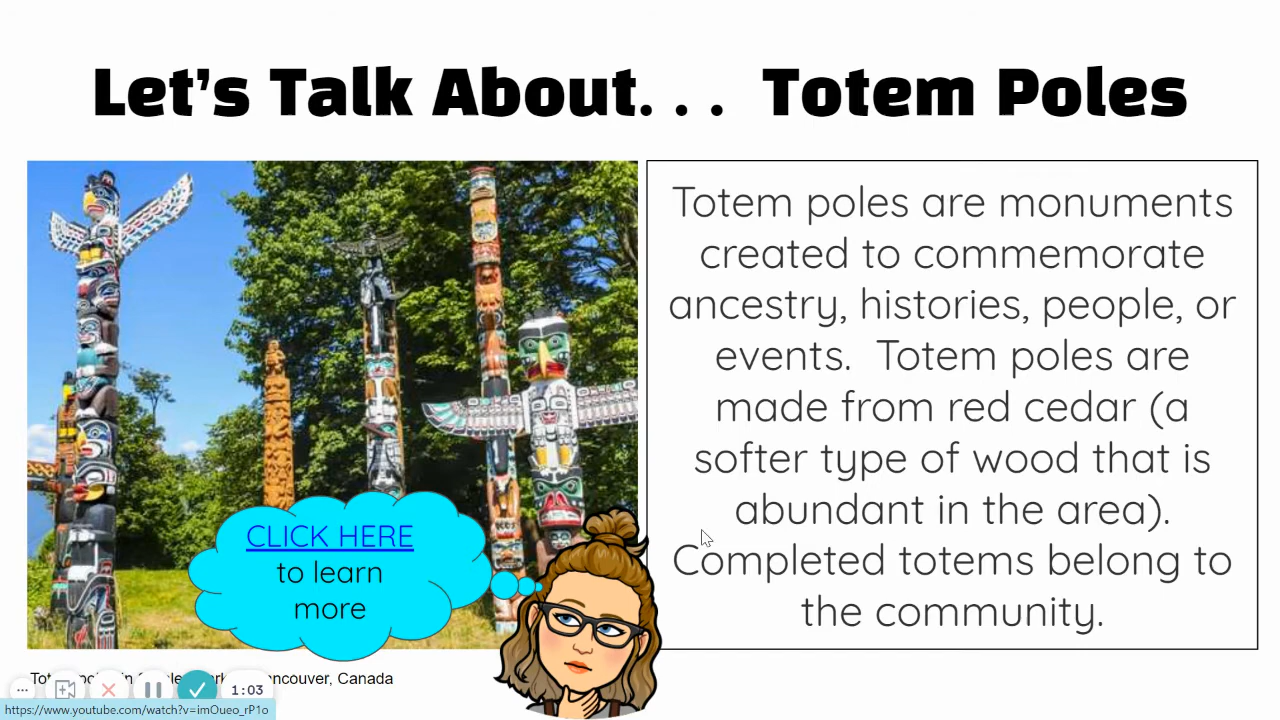 Let's Talk About. . .  Totem Poles
Totem poles are monuments
created to commemorate
ancestry, histories, people, or
events.  Totem poles are
made from red cedar (a
softer type of wood that is
abundant in the area).
Completed totems belong to
the community.
CLICK HERE
to learn
more
Canada
1:03
https://www.youtube.com/watch?v=imOueo_rP1o